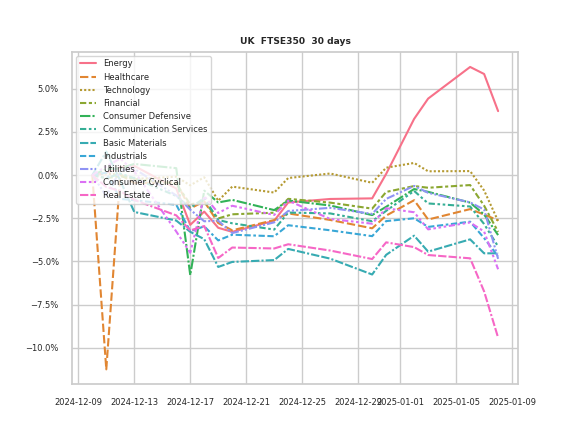 UK  FTSE350  30 days
Energy
Healthcare
Technology
Financial
Consumer Defensive
Communication Services
Basic Materials
Industrials
Utilities
Consumer Cyclical
Real Estate
5.0%
2.5%
0.0%
−2.5%
−5.0%
−7.5%
−10.0%
2024-12-09 2024-12-13 2024-12-17 2024-12-21 2024-12-25 2024-12-29 2025-01-01 2025-01-05 2025-01-09